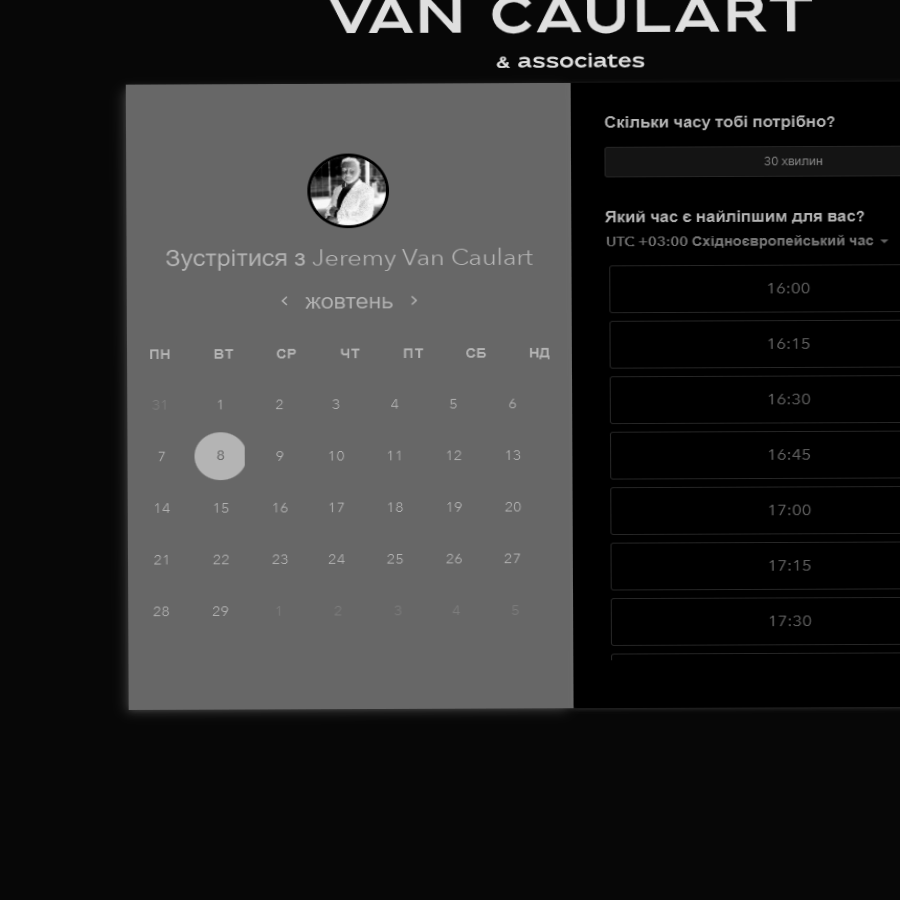 VAN CAULART
& associates
Зустрітися з Jeremy Van Caulart
< жовтень >
ПН ВТ СР ЧТ ПТ СБ НД
31 1 2 3 4 5 6
7 8 9 10 11 12 13
14 15 16 17 18 19 20
21 22 23 24 25 26 27
28 29 1 2 3 4 5
Скільки часу тобі потрібно?
30 хвилин
Який час є найліпшим для вас?
UTC +03:00 Східноєвропейський час
16:00
16:15
16:30
16:45
17:00
17:15
17:30